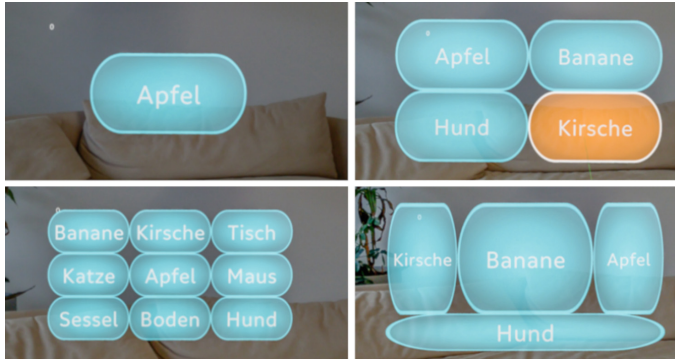 Apfel
Apfel Banane
Hund Kirsche
Banane Kirsche Tisch
Katze Apfel Maus
Sessel Boden Hund
Kirsche Banane Apfel
Hund